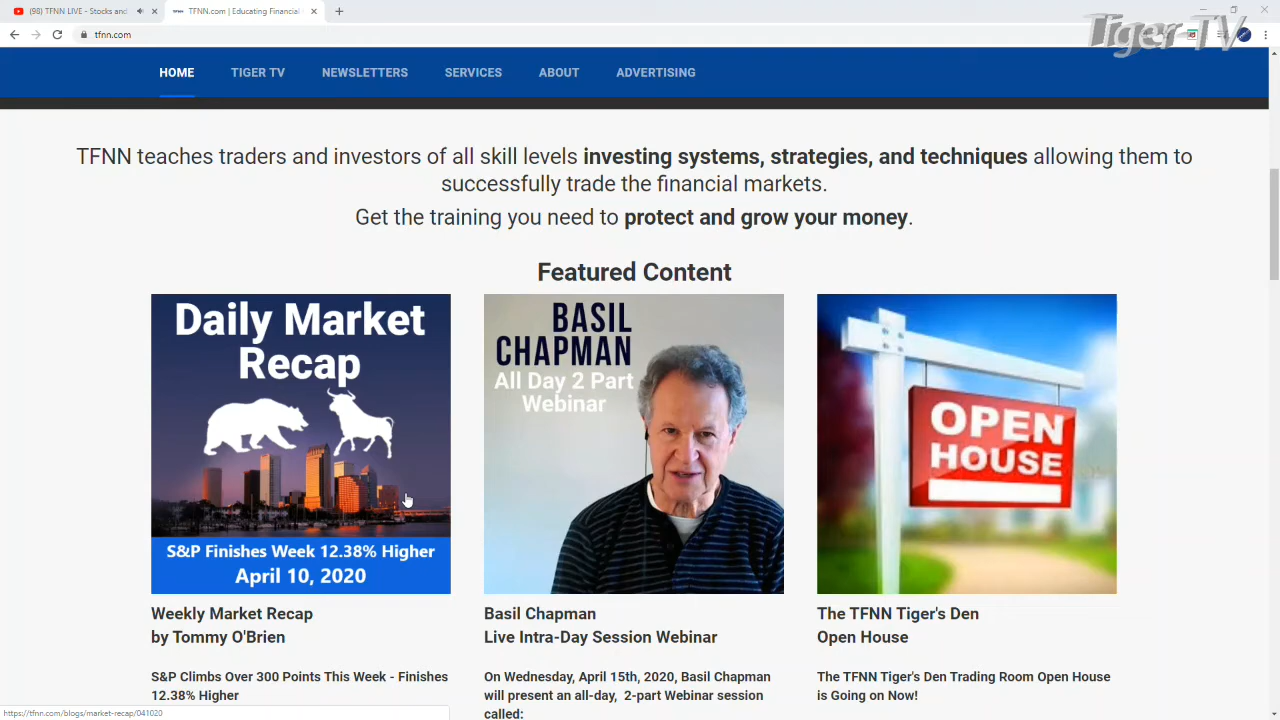 (98) TFNN LIVE - Stocks and
TFNN.com | Educating Financial
tfnn.com
Tiger-TV
HOME
TIGER TV
NEWSLETTERS
SERVICES
ABOUT
ADVERTISING
TFNN teaches traders and investors of all skill levels investing systems, strategies, and techniques allowing them to
successfully trade the financial markets.
Get the training you need to protect and grow your money.
Featured Content
Daily Market
Recap
S&P Finishes Week 12.38% Higher
April 10, 2020
Weekly Market Recap
by Tommy O'Brien
S&P Climbs Over 300 Points This Week - Finishes
12.38% Higher
BASIL
CHAPMAN
All Day 2 Part
Webinar
Basil Chapman
Live Intra-Day Session Webinar
On Wednesday, April 15th, 2020, Basil Chapman
will present an all-day, 2-part Webinar session
called:
OPEN
HOUSE
The TFNN Tiger's Den
Open House
The TFNN Tiger's Den Trading Room Open House
is Going on Now!
https://tfnn.com/blogs/market-recap/041020